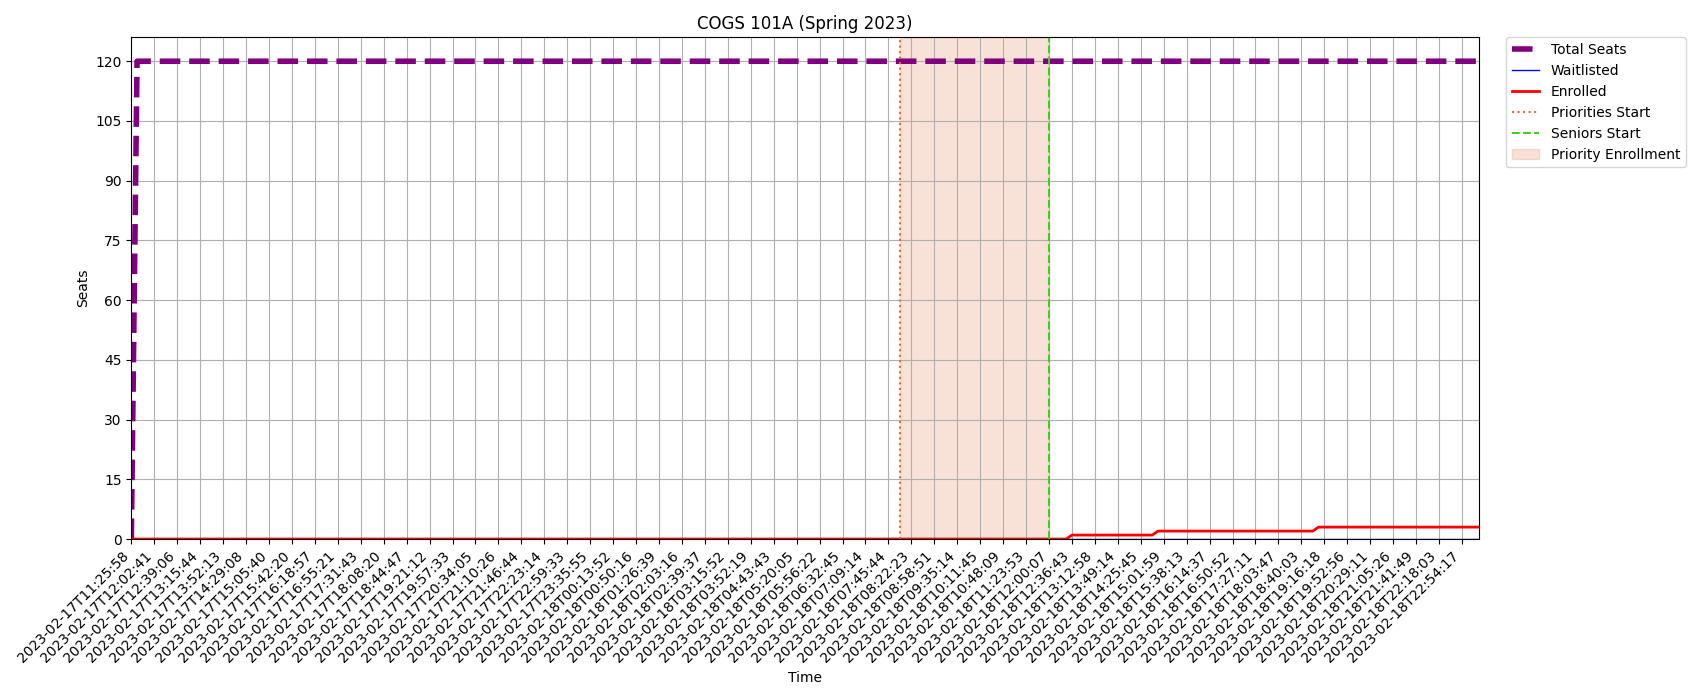 COGS 101A (Spring 2023)
Total Seats
Waitlisted
Enrolled
Priorities Start
Seniors Start
Priority Enrollment
Seats
120
105
90
75
60
45
30
15
0
2023-02-17T11:25:58
2023-02-17T12:02:41
2023-02-17T12:39:06
2023-02-17T13:15:44
2023-02-17T13:52:13
2023-02-17T14:29:08
2023-02-17T15:05:40
2023-02-17T15:42:20
2023-02-17T16:18:57
2023-02-17T16:55:21
2023-02-17T17:31:43
2023-02-17T18:08:20
2023-02-17T18:44:47
2023-02-17T19:21:12
2023-02-17T19:57:33
2023-02-17T20:34:05
2023-02-17T21:10:26
2023-02-17T21:46:44
2023-02-17T22:23:14
2023-02-17T22:59:33
2023-02-17T23:35:55
2023-02-18T00:13:52
2023-02-18T00:50:16
2023-02-18T01:26:39
2023-02-18T02:03:16
2023-02-18T02:39:37
2023-02-18T03:15:52
2023-02-18T03:52:19
2023-02-18T04:43:43
2023-02-18T05:20:05
2023-02-18T05:56:22
2023-02-18T06:32:45
2023-02-18T07:09:14
2023-02-18T07:45:44
2023-02-18T08:22:23
2023-02-18T08:58:51
2023-02-18T09:35:14
2023-02-18T10:11:45
2023-02-18T10:48:09
2023-02-18T11:23:53
2023-02-18T12:00:07
2023-02-18T12:36:43
2023-02-18T13:12:58
2023-02-18T13:49:14
2023-02-18T14:25:45
2023-02-18T15:01:59
2023-02-18T15:38:13
2023-02-18T16:14:37
2023-02-18T16:50:52
2023-02-18T17:27:11
2023-02-18T18:03:47
2023-02-18T18:40:03
2023-02-18T19:16:18
2023-02-18T19:52:56
2023-02-18T20:29:11
2023-02-18T21:05:26
2023-02-18T21:41:49
2023-02-18T22:18:03
2023-02-18T22:54:17
Time